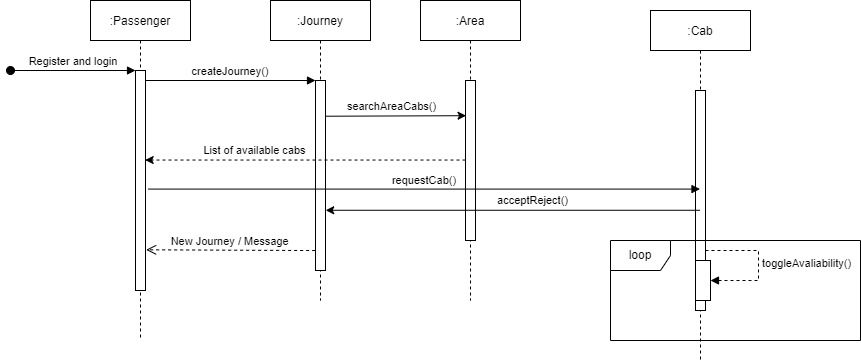 :Passenger
:Journey
:Area
:Cab
Register and login
createJourney()
searchAreaCabs()
List of available cabs
requestCab()
acceptReject()
New Journey / Message
loop
toggleAvaliability()